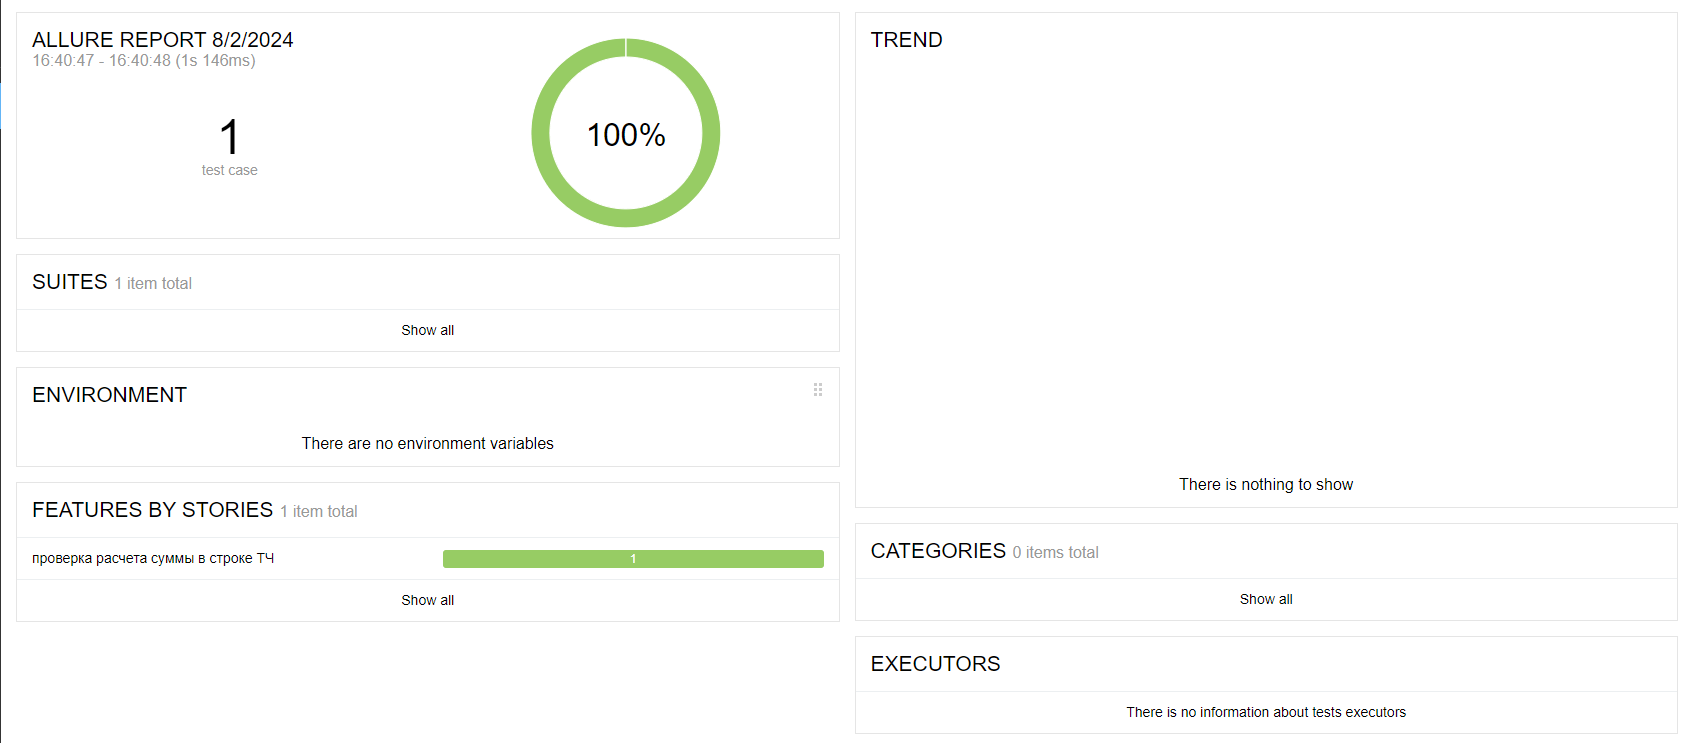 ALLURE REPORT 8/2/2024
16:40:47 - 16:40:48 (1s 146ms)
1
test case
100%
SUITES 1 item total
Show all
ENVIRONMENT
There are no environment variables
FEATURES BY STORIES 1 item total
проверка расчета суммы в строке ТЧ 1
Show all
TREND
There is nothing to show
CATEGORIES 0 items total
Show all
EXECUTORS
There is no information about tests executors